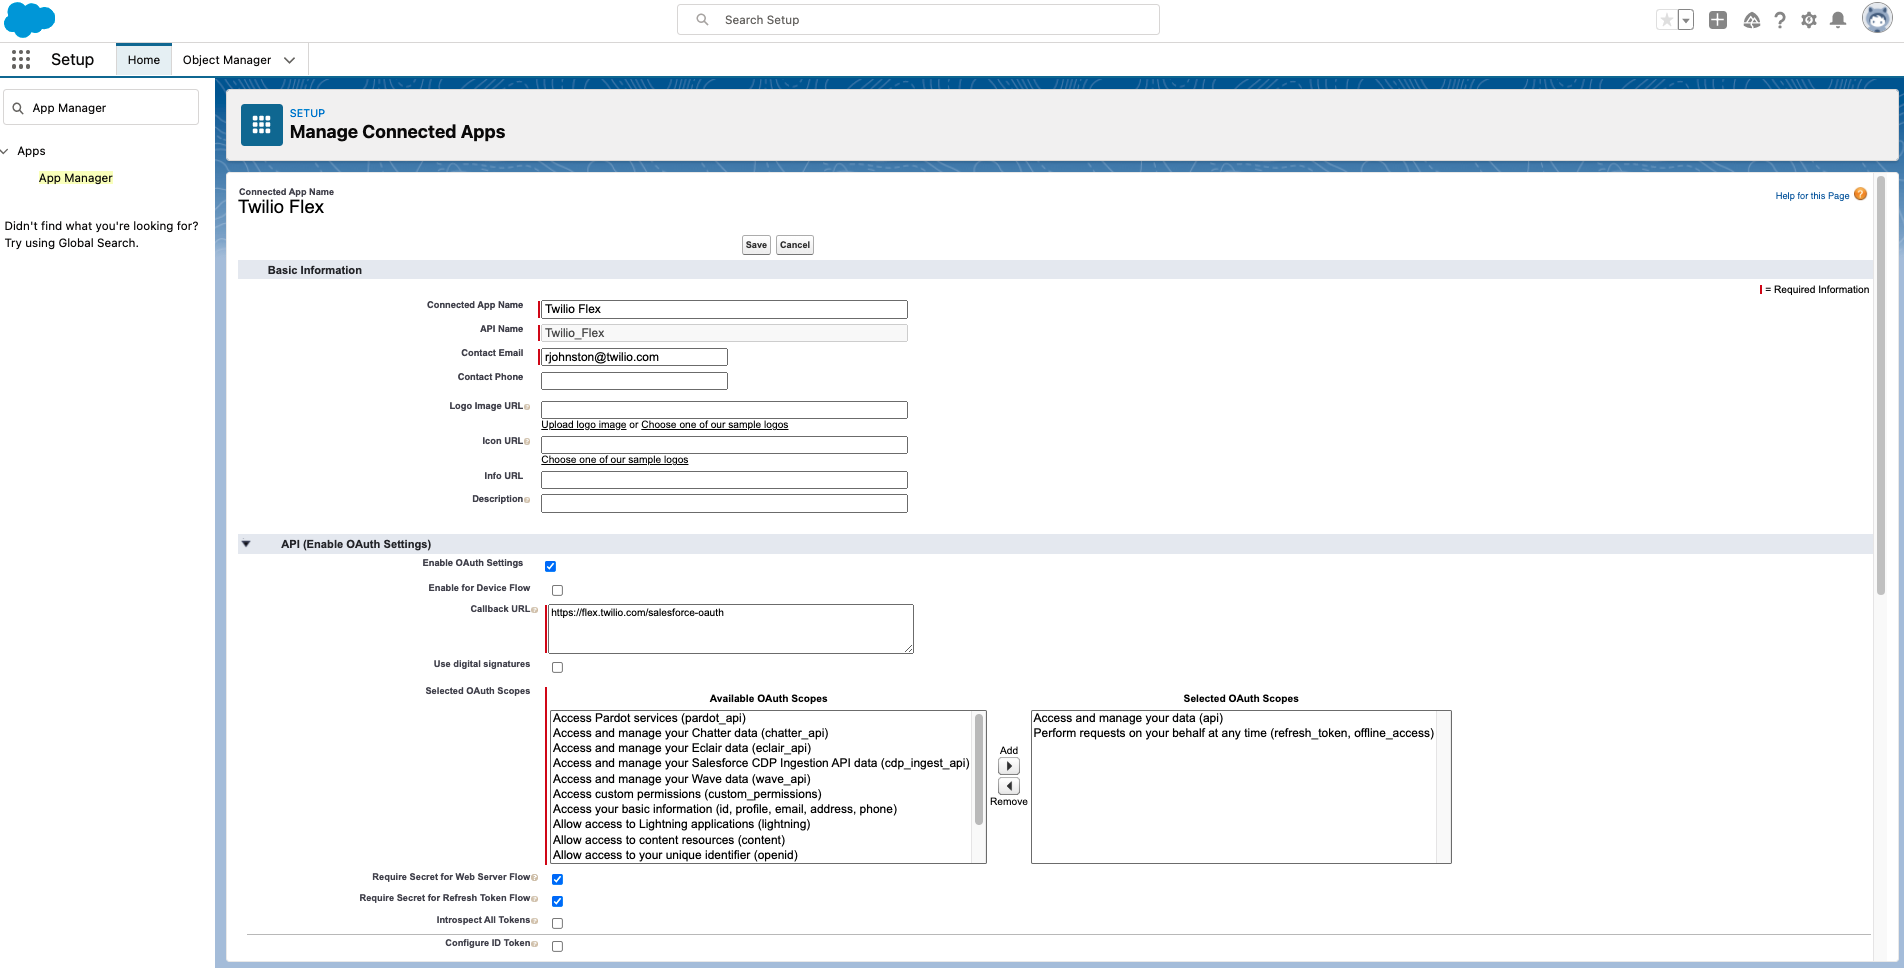 Search Setup
Setup
Home
Object Manager
App Manager
Apps
App Manager
Didn't find what you're looking for?
Try using Global Search.
SETUP
Manage Connected Apps
Connected App Name
Twilio Flex
Help for this Page ?
Save Cancel
Basic Information
= Required Information
Connected App Name Twilio Flex
API Name Twilio_Flex
Contact Email rjohnston@twilio.com
Contact Phone
Logo Image URL
Upload logo image or Choose one of our sample logos
Icon URL
Choose one of our sample logos
Info URL
Description
API (Enable OAuth Settings)
Enable OAuth Settings
Enable for Device Flow
Callback URL https://flex.twilio.com/salesforce-oauth
Use digital signatures
Selected OAuth Scopes
Available OAuth Scopes
Access Pardot services (pardot_api)
Access and manage your Chatter data (chatter_api)
Access and manage your Eclair data (eclair_api)
Access and manage your Salesforce CDP Ingestion API data (cdp_ingest_api)
Access and manage your Wave data (wave_api)
Access custom permissions (custom_permissions)
Access your basic information (id, profile, email, address, phone)
Allow access to Lightning applications (lightning)
Allow access to content resources (content)
Allow access to your unique identifier (openid)
Add
Remove
Selected OAuth Scopes
Access and manage your data (api)
Perform requests on your behalf at any time (refresh_token, offline_access)
Require Secret for Web Server Flow
Require Secret for Refresh Token Flow
Introspect All Tokens
Configure ID Token